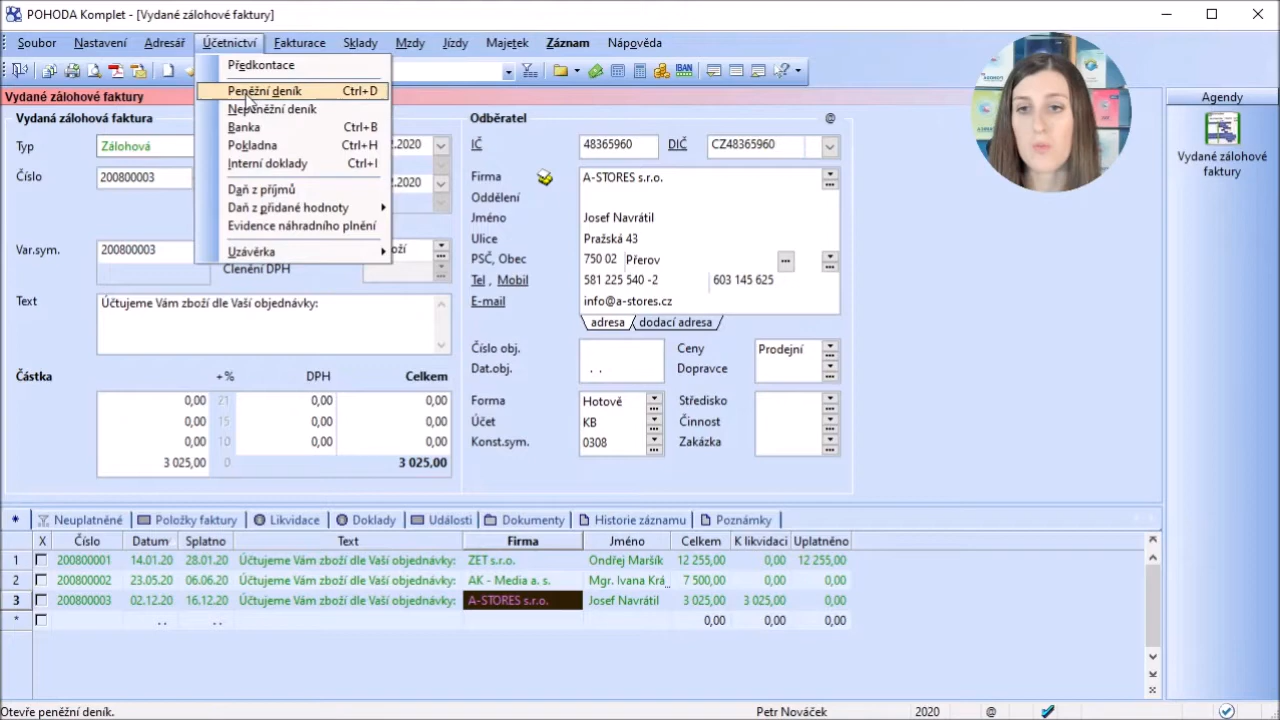 POHODA Komplet - [Vydané zálohové faktury]
Soubor Nastavení Adresář Účetnictví Fakturace Sklady Mzdy Jízdy Majetek Záznam Nápověda
IBAN
Vydané zálohové faktury
Předkontace
Peněžní deník Ctrl+D
Nepeněžní deník
Banka Ctrl+B
Pokladna Ctrl+H
Interní doklady Ctrl+I
Daň z příjmů
Daň z přidané hodnoty
Evidence náhradního plnění
Uzávěrka
Vydaná zálohová faktura
Typ Zálohová .2020
Číslo 200800003 2.2020
Var.sym. 200800003 oží
Členění DPH
Text Účtujeme Vám zboží dle Vaší objednávky:
Částka +% DPH Celkem
0,00 21 0,00 0,00
0,00 15 0,00 0,00
0,00 10 0,00 0,00
3 025,00 0 3 025,00
Odběratel @
IČ 48365960 DIČ CZ48365960
Firma A-STORES s.r.o.
Oddělení
Jméno Josef Navrátil
Ulice Pražská 43
PSČ, Obec 750 02 Přerov
Tel , Mobil 581 225 540 -2 603 145 625
E-mail info@a-stores.cz
adresa dodací adresa
Číslo obj. Ceny Prodejní
Dat.obj. . . Dopravce
Forma Hotově Středisko
Účet KB Činnost
Konst.sym. 0308 Zakázka
Agendy
Vydané zálohové
faktury
* Neuplatněné Položky faktury Likvidace Doklady Události Dokumenty Historie záznamu Poznámky
X Číslo Datum Splatno Text Firma Jméno Celkem K likvidaci Uplatněno
1 200800001 14.01.20 28.01.20 Účtujeme Vám zboží dle Vaší objednávky: ZET s.r.o. Ondřej Maršík 12 255,00 0,00 12 255,00
2 200800002 23.05.20 06.06.20 Účtujeme Vám zboží dle Vaší objednávky: AK - Media a. s. Mgr. Ivana Krá 7 500,00 0,00 0,00
3 200800003 02.12.20 16.12.20 Účtujeme Vám zboží dle Vaší objednávky: A-STORES s.r.o. Josef Navrátil 3 025,00 3 025,00 0,00
* . . . . 0,00 0,00 0,00
Otevře peněžní deník. Petr Nováček 2020 @